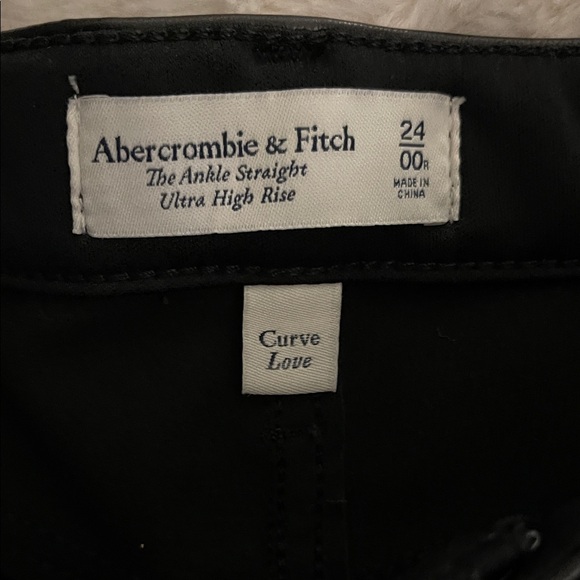 Abercrombie & Fitch
The Ankle Straight
Ultra High Rise
24
00R
MADE IN
CHINA
Curve
Love